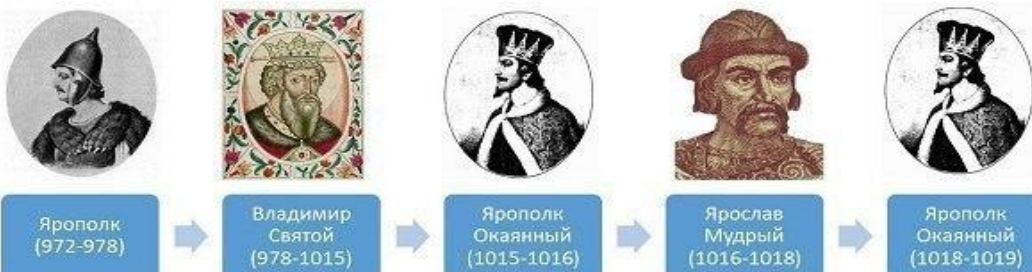 Ярополк
(972-978)
Владимир
Святой
(978-1015)
Ярополк
Окаянный
(1015-1016)
Ярослав
Мудрый
(1016-1018)
Ярополк
Окаянный
(1018-1019)